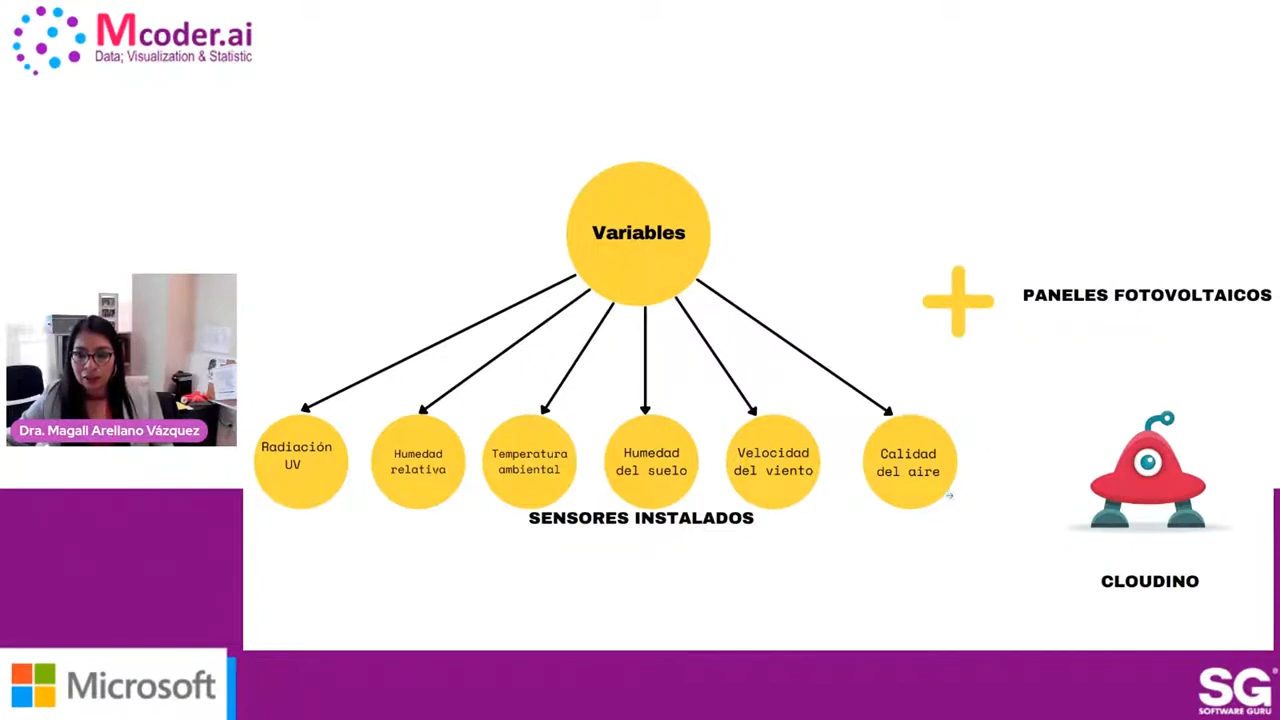 Mcoder.ai
Data; Visualization & Statistic
Variables
PANELES FOTOVOLTAICOS
Radiación
UV
Humedad
relativa
Temperatura
ambiental
Humedad
del suelo
Velocidad
del viento
Calidad
del aire
SENSORES INSTALADOS
Dra. Magali Arellano Vázquez
CLOUDINO
Microsoft
SG
SOFTWARE GURU